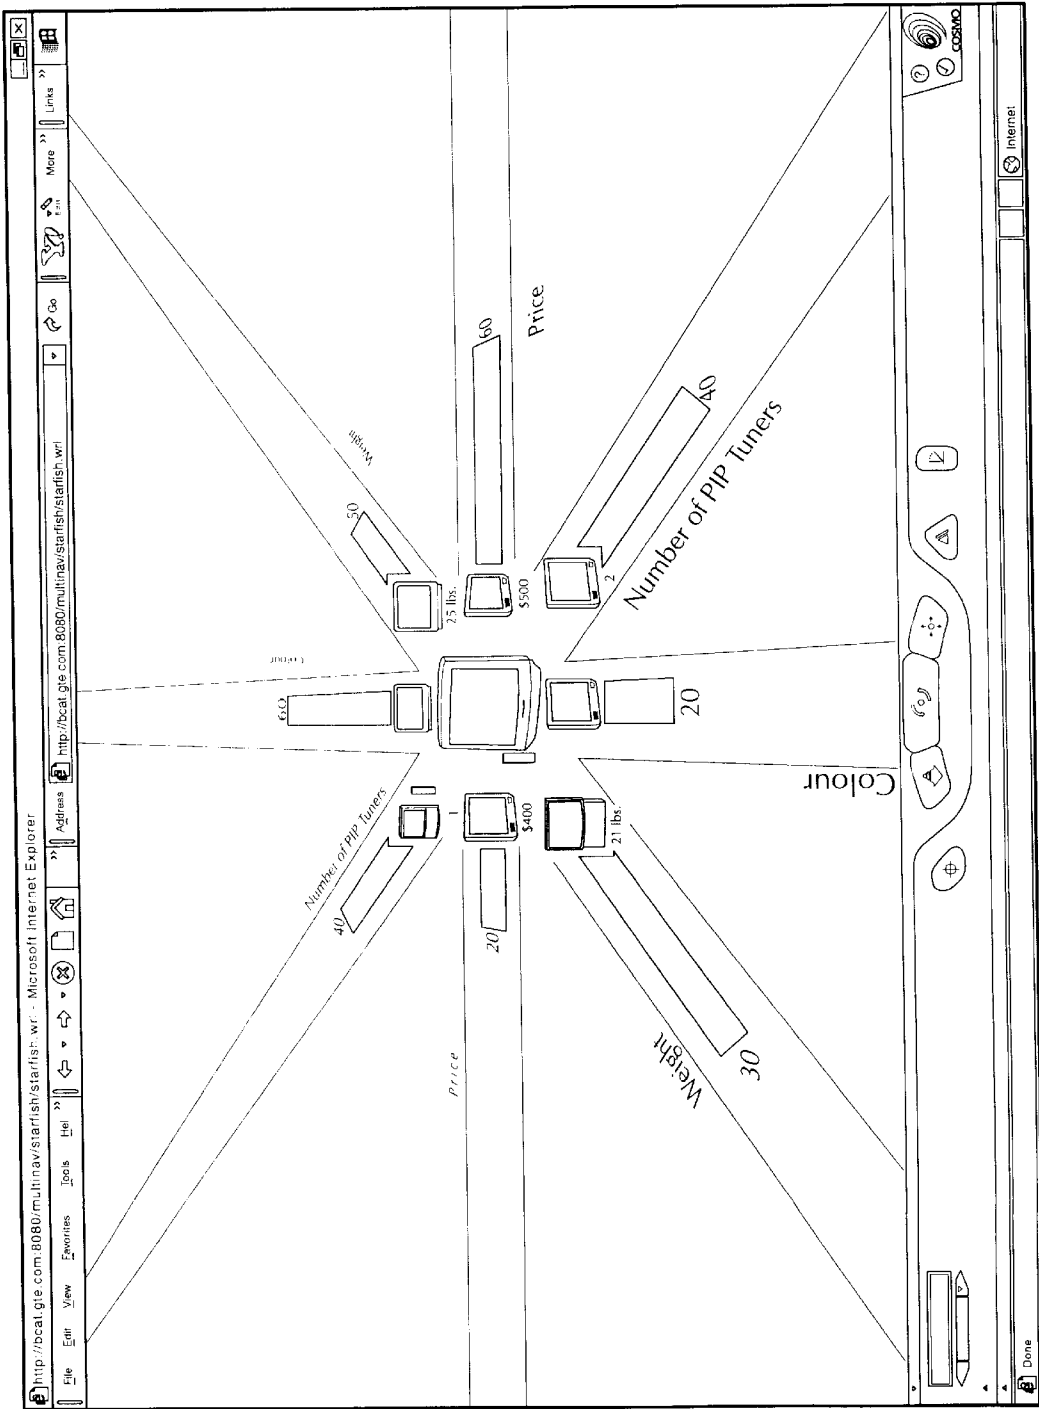 http://bcat.gte.com:8080/multinav/starfish/starfish.wrl - Microsoft Internet Explorer
File Edit View Favorites Tools Hel »
» Address http://bcat.gte.com:8080/multinav/starfish/starfish.wrl Go
Edit More » Links »
Number of PIP Tuners
40
1
Colour
60
Weight
50
25 lbs.
Price
20
$400
$500
60
Price
Weight
30
21 lbs.
Colour
20
2
40
Number of PIP Tuners
?
COSMO
Done
Internet